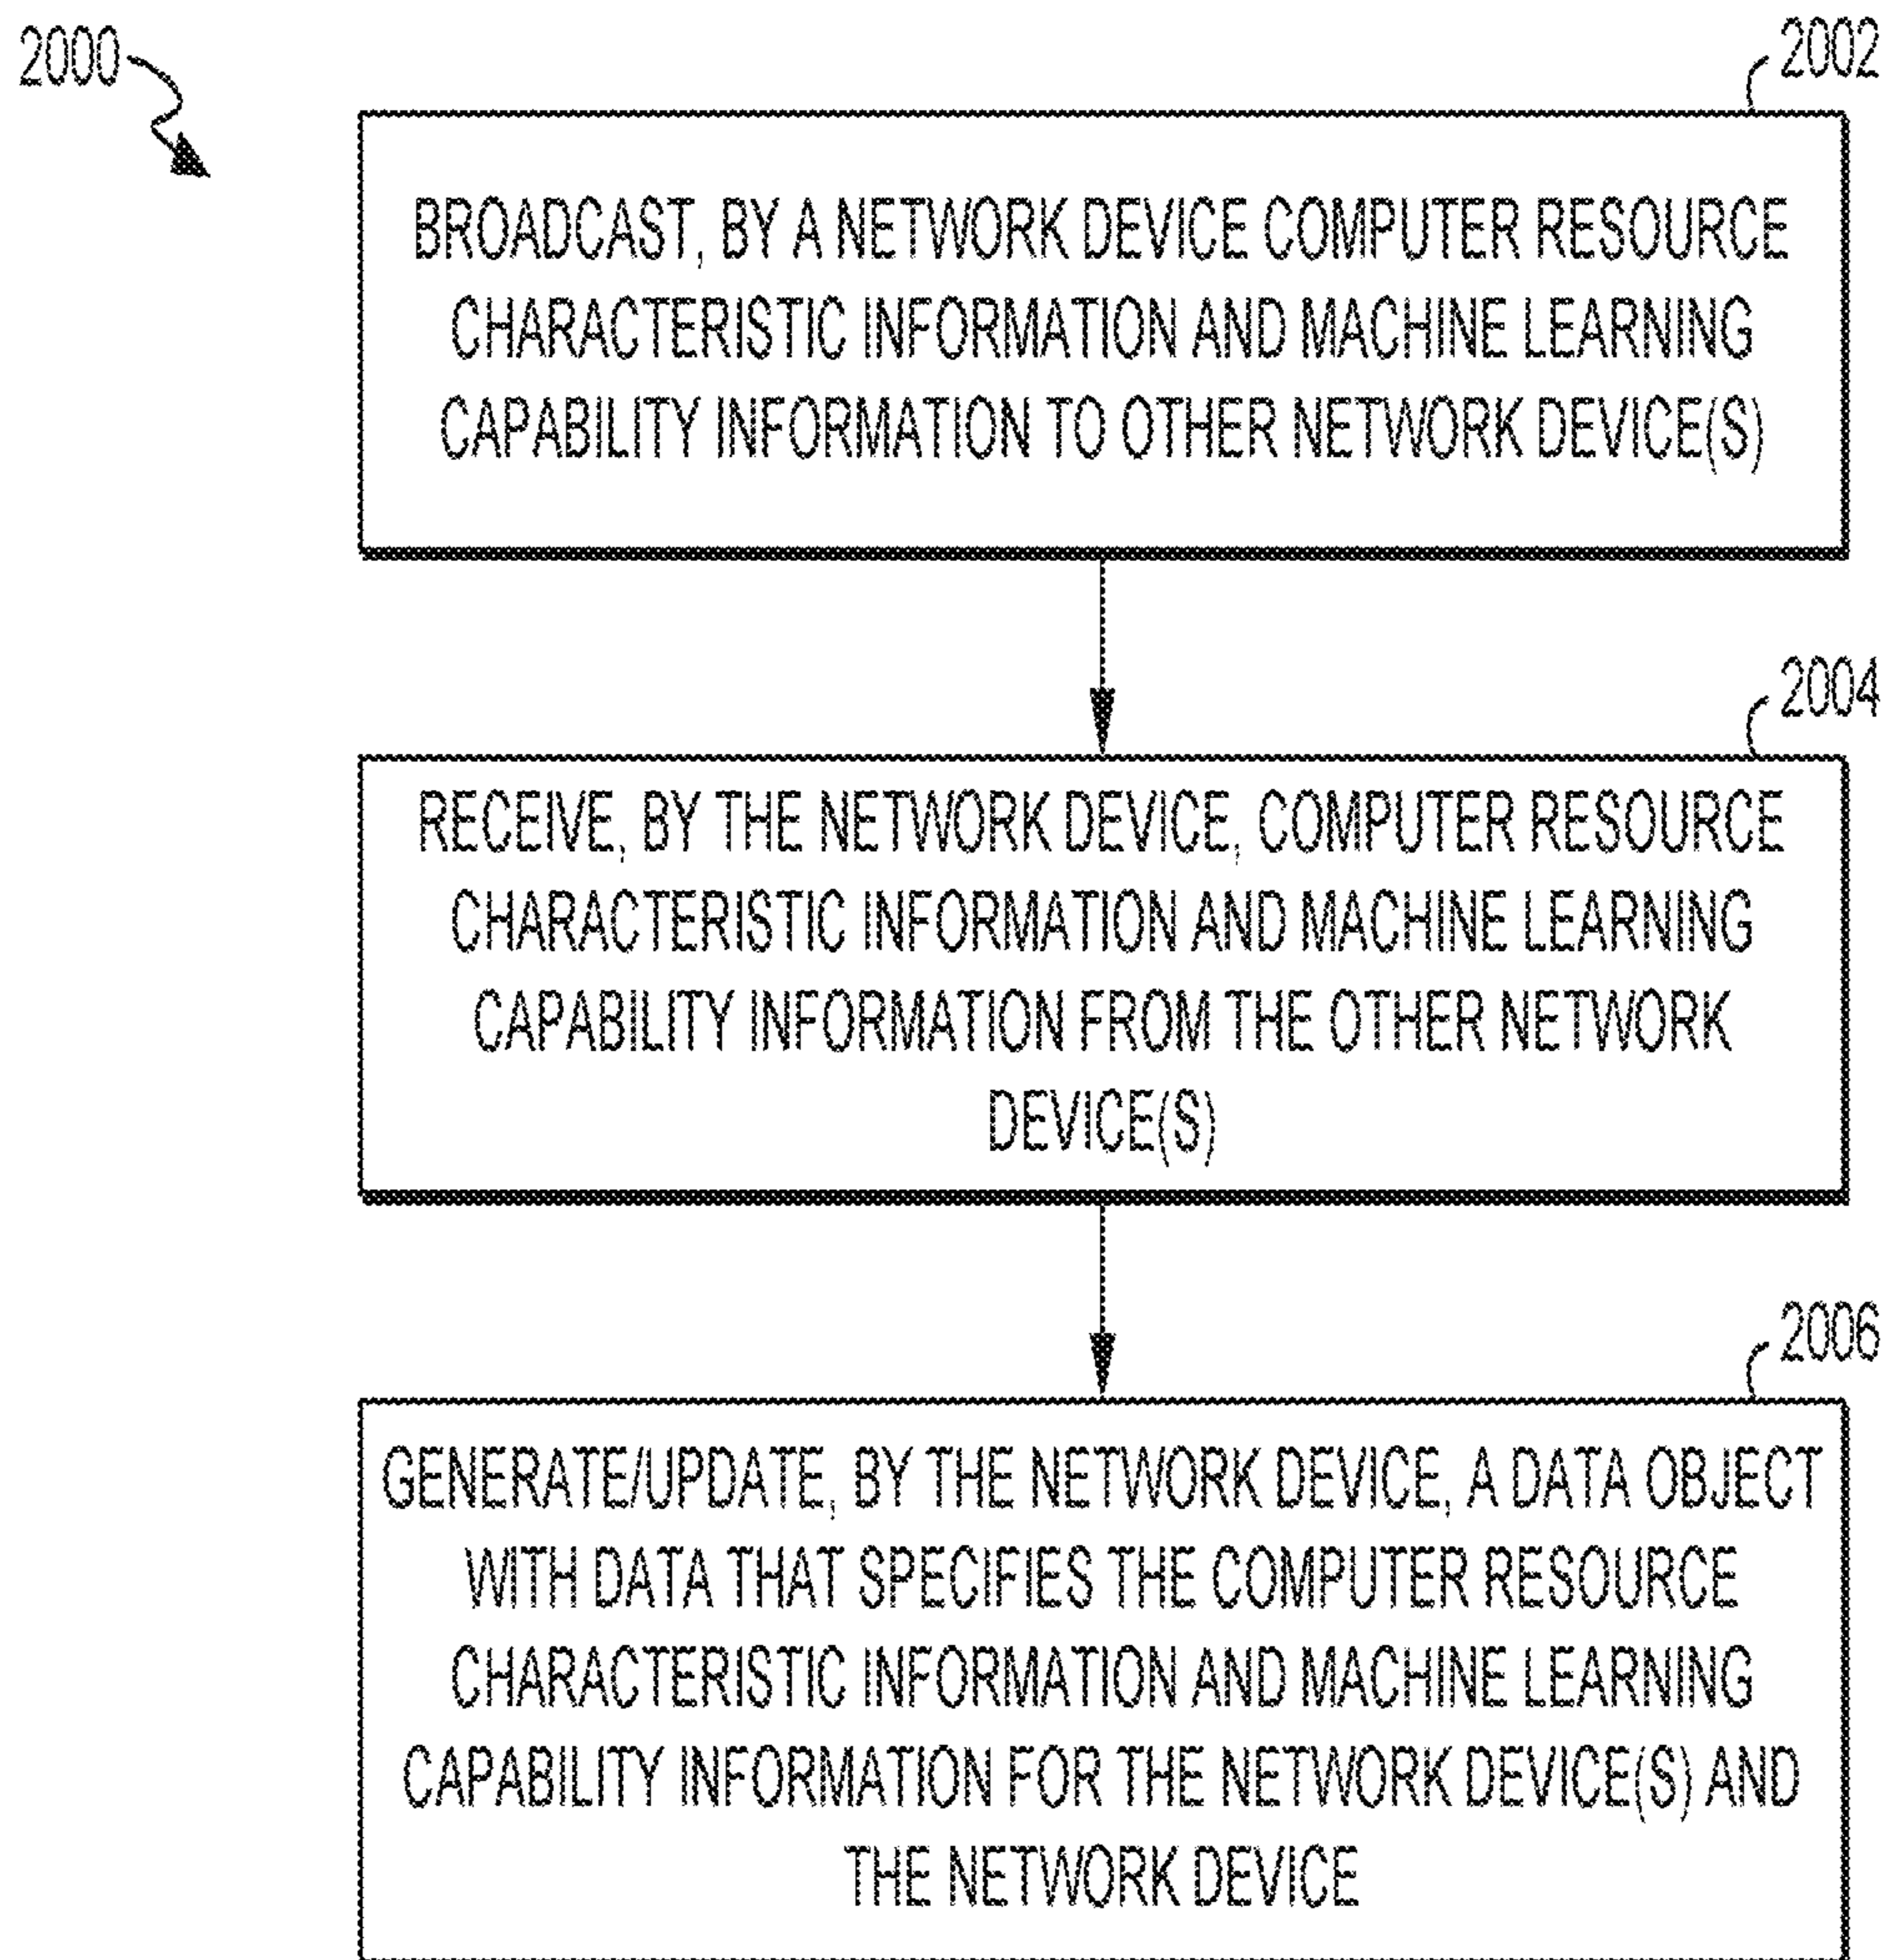 2000
2002
BROADCAST, BY A NETWORK DEVICE COMPUTER RESOURCE
CHARACTERISTIC INFORMATION AND MACHINE LEARNING
CAPABILITY INFORMATION TO OTHER NETWORK DEVICE(S)
2004
RECEIVE, BY THE NETWORK DEVICE, COMPUTER RESOURCE
CHARACTERISTIC INFORMATION AND MACHINE LEARNING
CAPABILITY INFORMATION FROM THE OTHER NETWORK
DEVICE(S)
2006
GENERATE/UPDATE, BY THE NETWORK DEVICE, A DATA OBJECT
WITH DATA THAT SPECIFIES THE COMPUTER RESOURCE
CHARACTERISTIC INFORMATION AND MACHINE LEARNING
CAPABILITY INFORMATION FOR THE NETWORK DEVICE(S) AND
THE NETWORK DEVICE